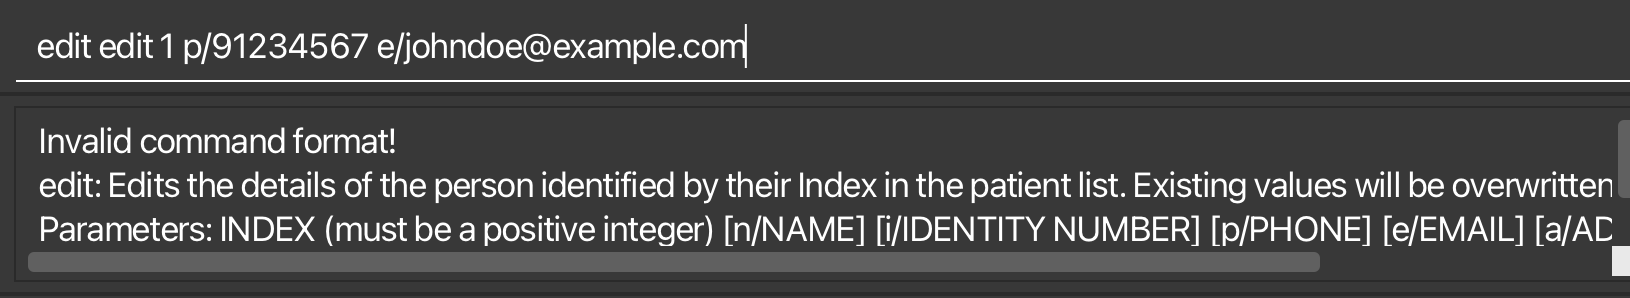 edit edit 1 p/91234567 e/johndoe@example.com
Invalid command format!
edit: Edits the details of the person identified by their Index in the patient list. Existing values will be overwritten
Parameters: INDEX (must be a positive integer) [n/NAME] [i/IDENTITY NUMBER] [p/PHONE] [e/EMAIL] [a/AD